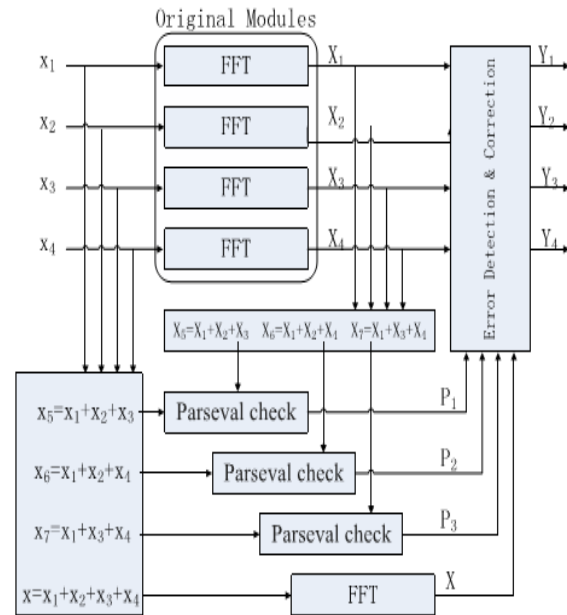 Original Modules
x₁ FFT X₁ Y₁
x₂ FFT X₂ Y₂
x₃ FFT X₃ Y₃
x₄ FFT X₄ Y₄
Error Detection & Correction
X₅=X₁+X₂+X₃ X₆=X₁+X₂+X₄ X₇=X₁+X₃+X₄
x₅=x₁+x₂+x₃ Parseval check P₁
x₆=x₁+x₂+x₄ Parseval check P₂
x₇=x₁+x₃+x₄ Parseval check P₃
x=x₁+x₂+x₃+x₄ FFT X